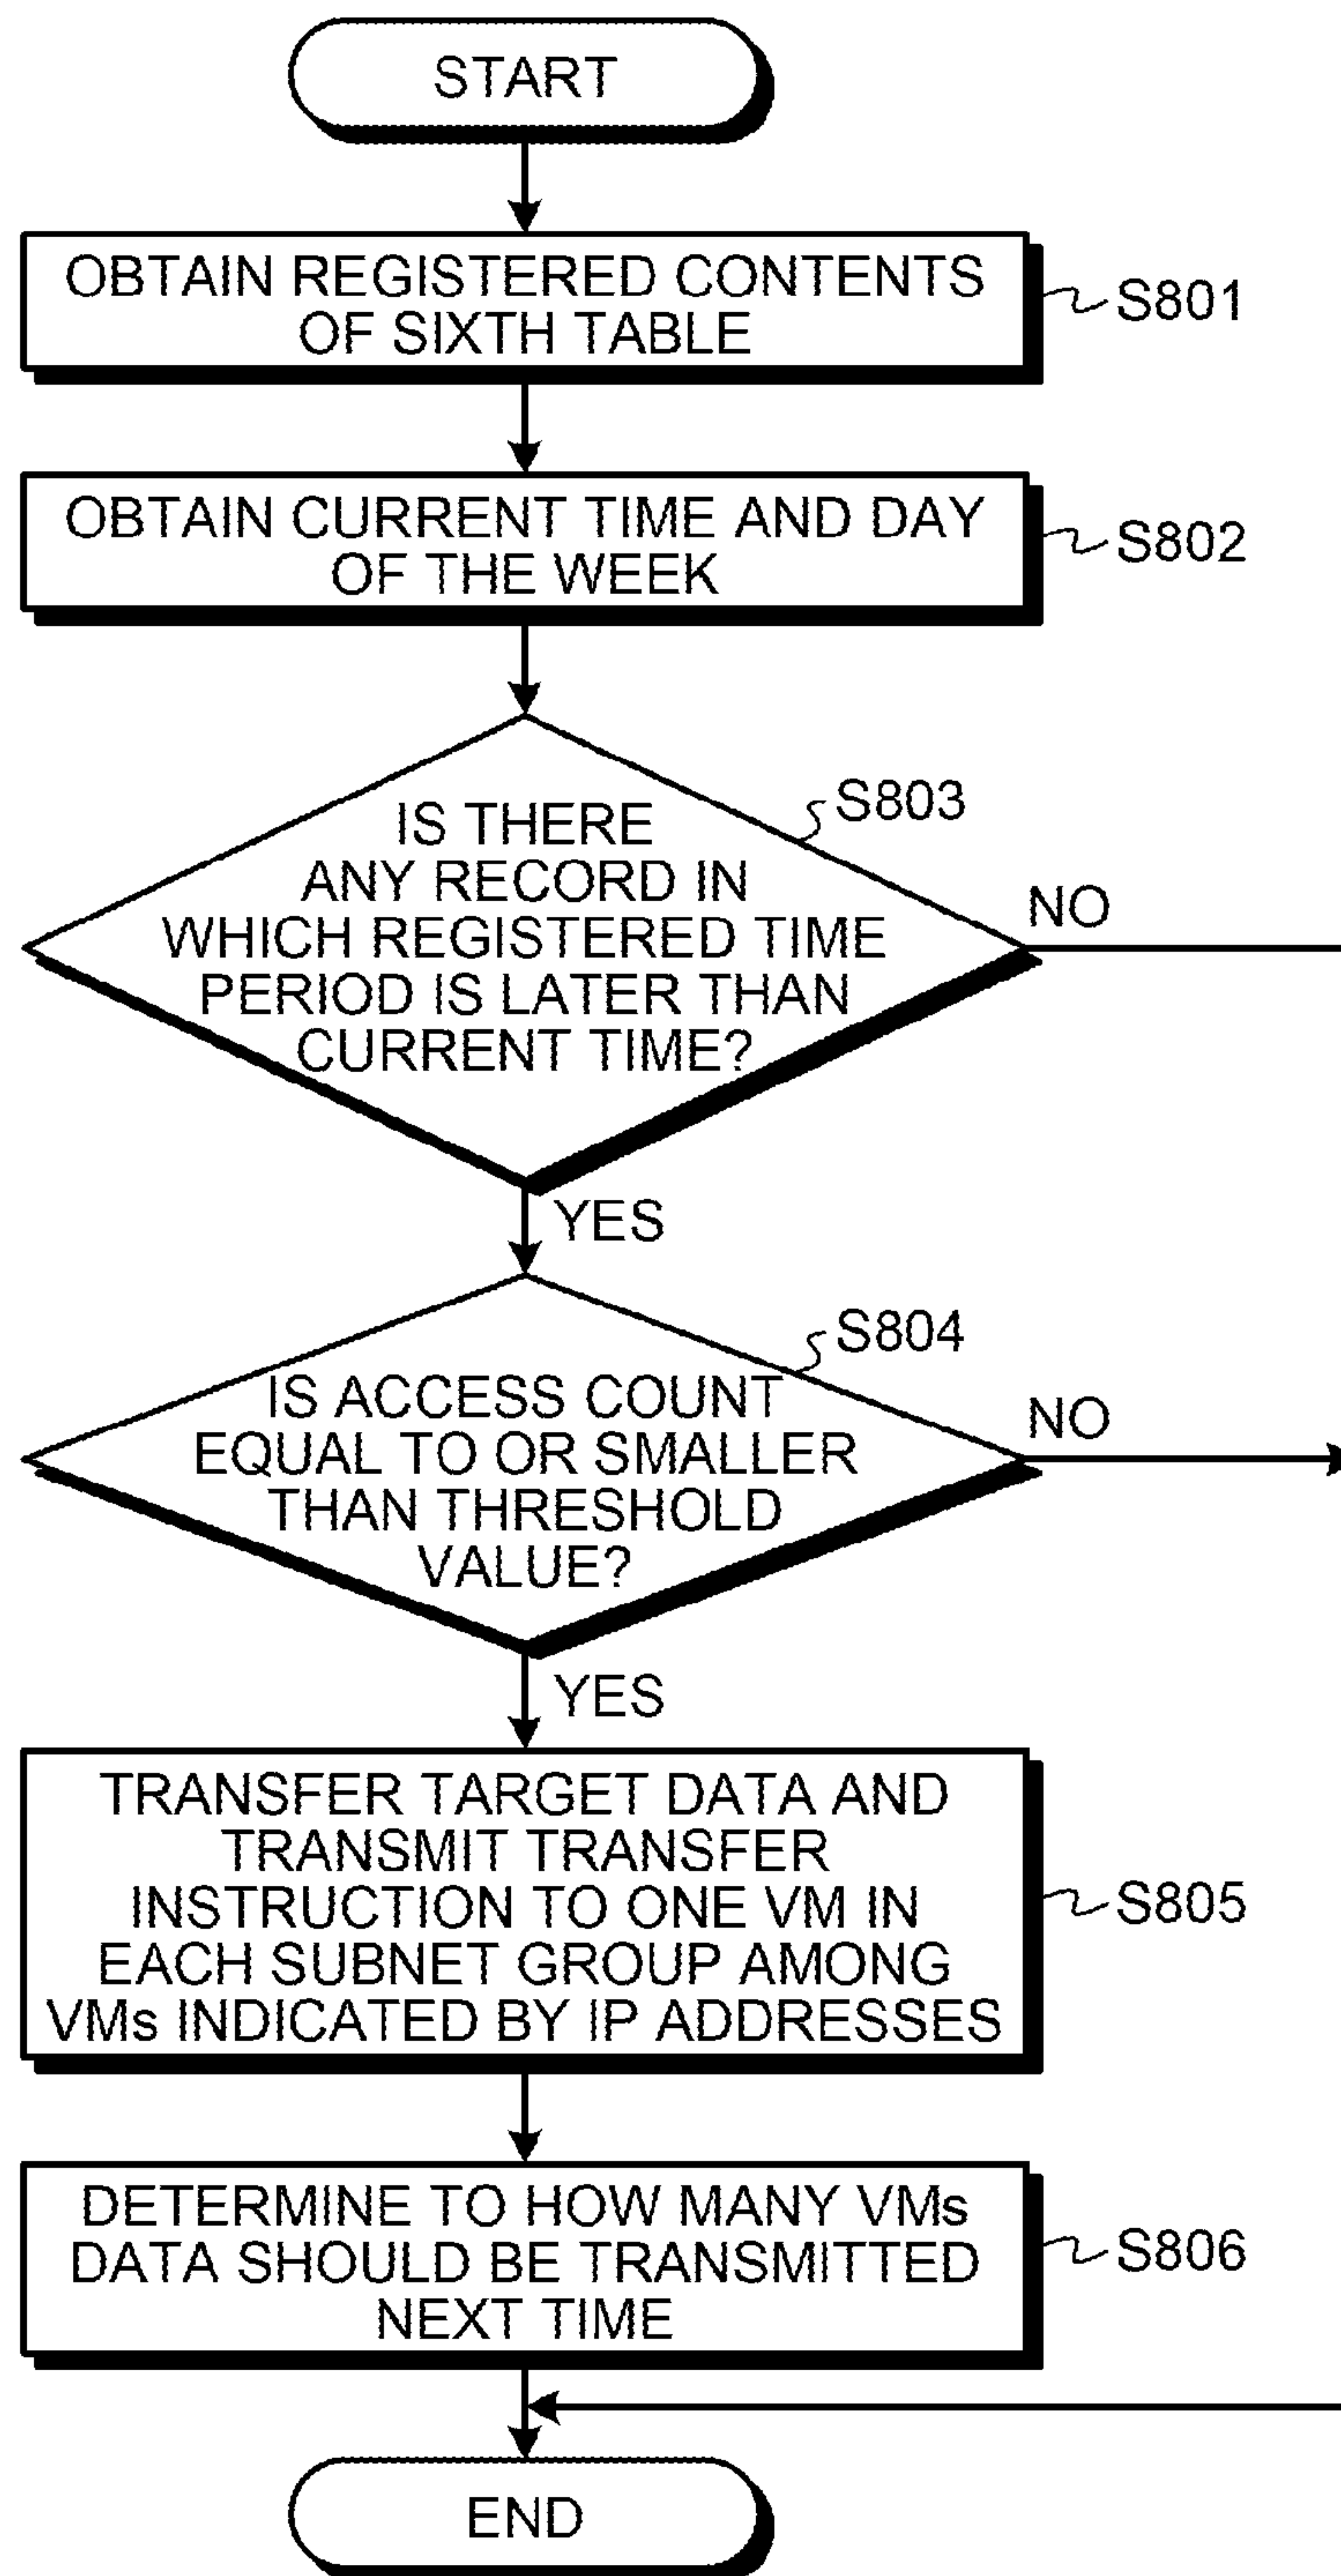 START
OBTAIN REGISTERED CONTENTS
OF SIXTH TABLE
S801
OBTAIN CURRENT TIME AND DAY
OF THE WEEK
S802
S803
IS THERE
ANY RECORD IN
WHICH REGISTERED TIME
PERIOD IS LATER THAN
CURRENT TIME?
NO
YES
S804
IS ACCESS COUNT
EQUAL TO OR SMALLER
THAN THRESHOLD
VALUE?
NO
YES
TRANSFER TARGET DATA AND
TRANSMIT TRANSFER
INSTRUCTION TO ONE VM IN
EACH SUBNET GROUP AMONG
VMs INDICATED BY IP ADDRESSES
S805
DETERMINE TO HOW MANY VMs
DATA SHOULD BE TRANSMITTED
NEXT TIME
S806
END